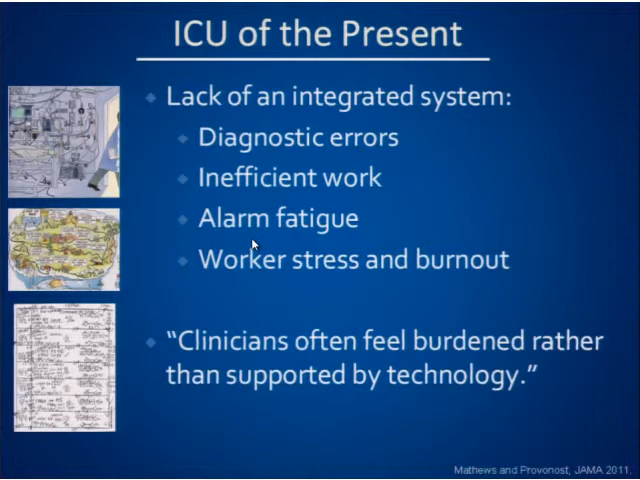 ICU of the Present
Lack of an integrated system:
Diagnostic errors
Inefficient work
Alarm fatigue
Worker stress and burnout
“Clinicians often feel burdened rather
than supported by technology.”
Mathews and Provonost, JAMA 2011.